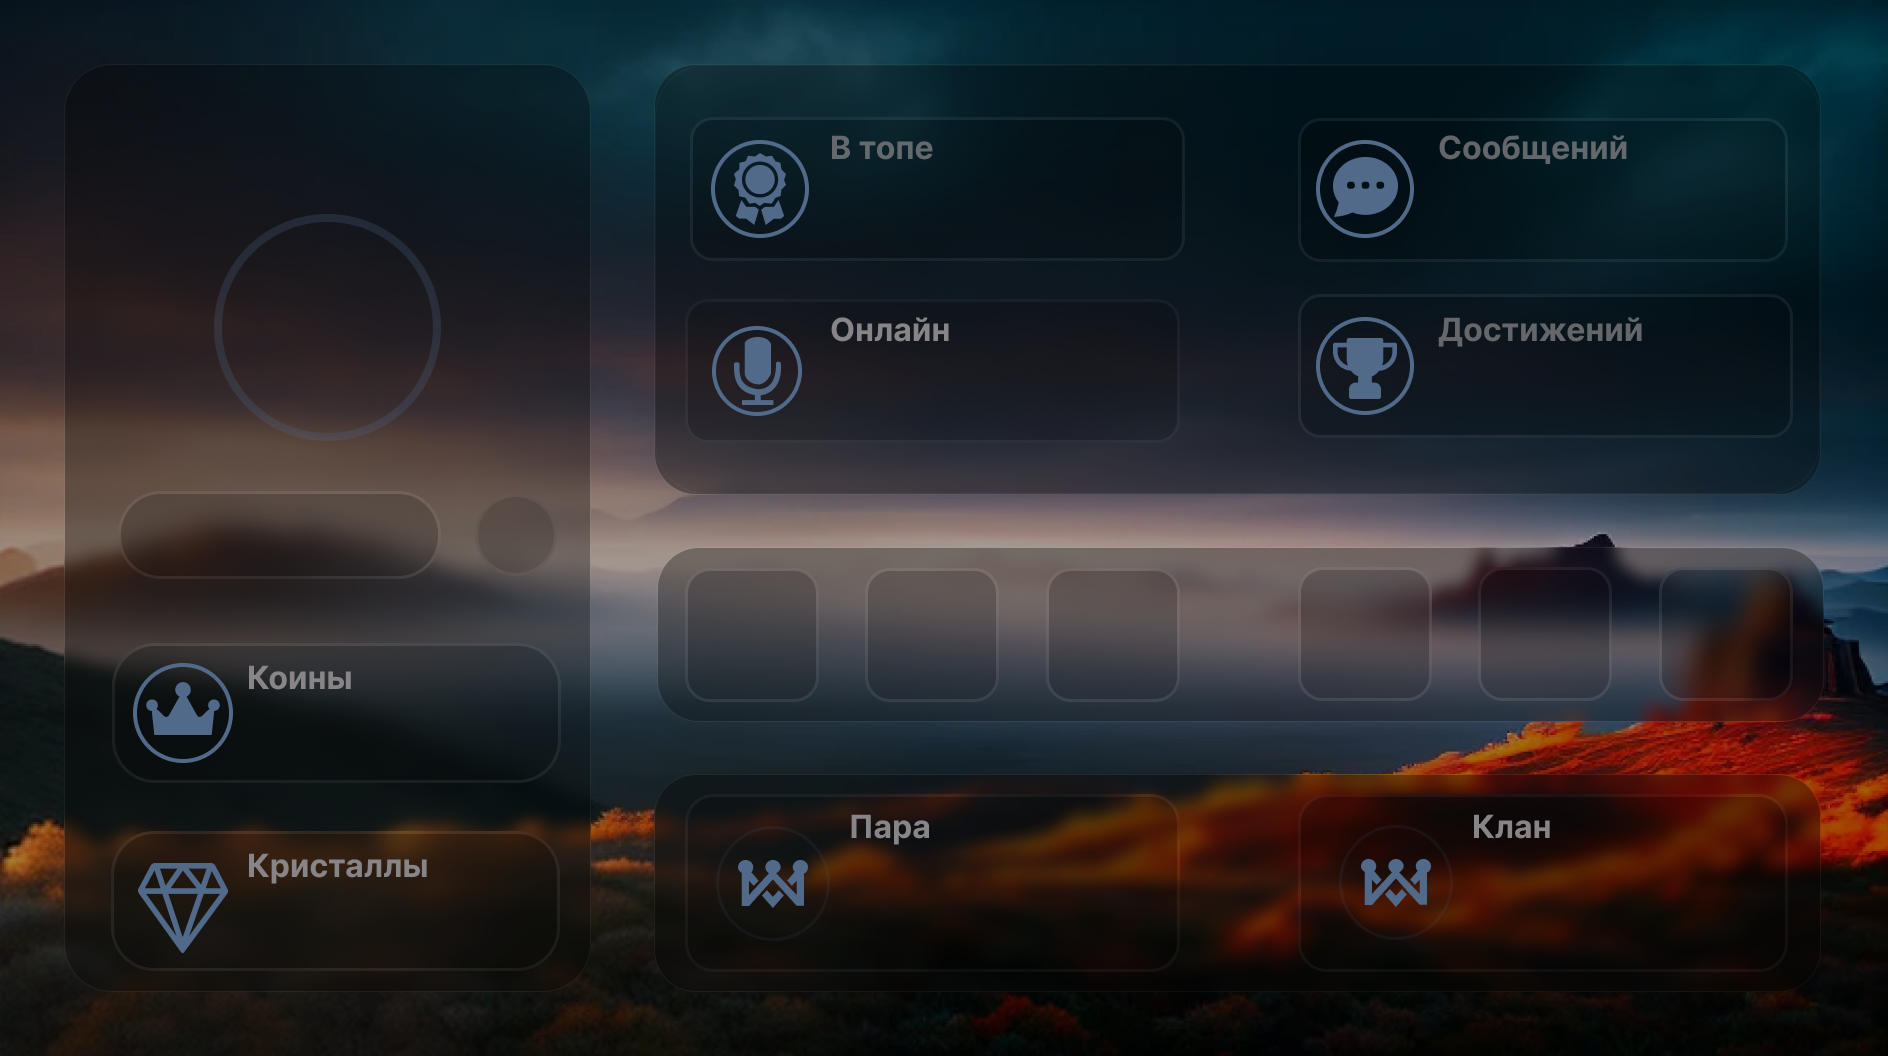 В топе
Сообщений
Онлайн
Достижений
Коины
Кристаллы
Пара
Клан